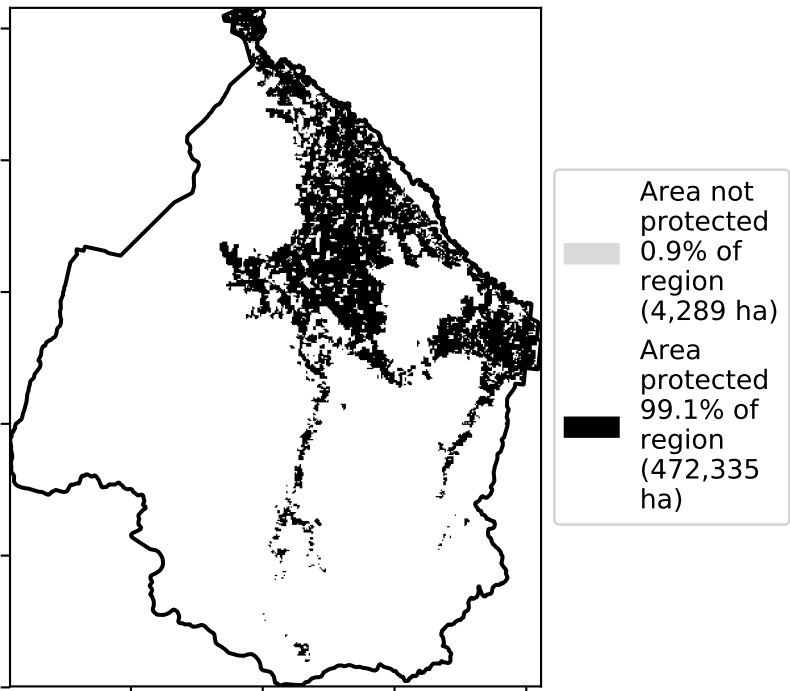 Area not
protected
0.9% of
region
(4,289 ha)
Area
protected
99.1% of
region
(472,335
ha)